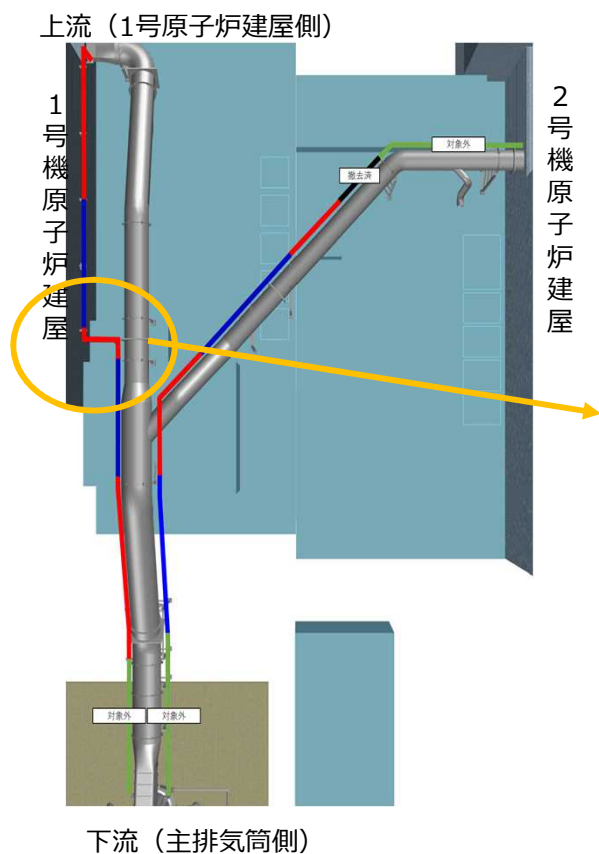 上流（1号原子炉建屋側）
1号機原子炉建屋
2号機原子炉建屋
対象外
撤去済
対象外
対象外
下流（主排気筒側）